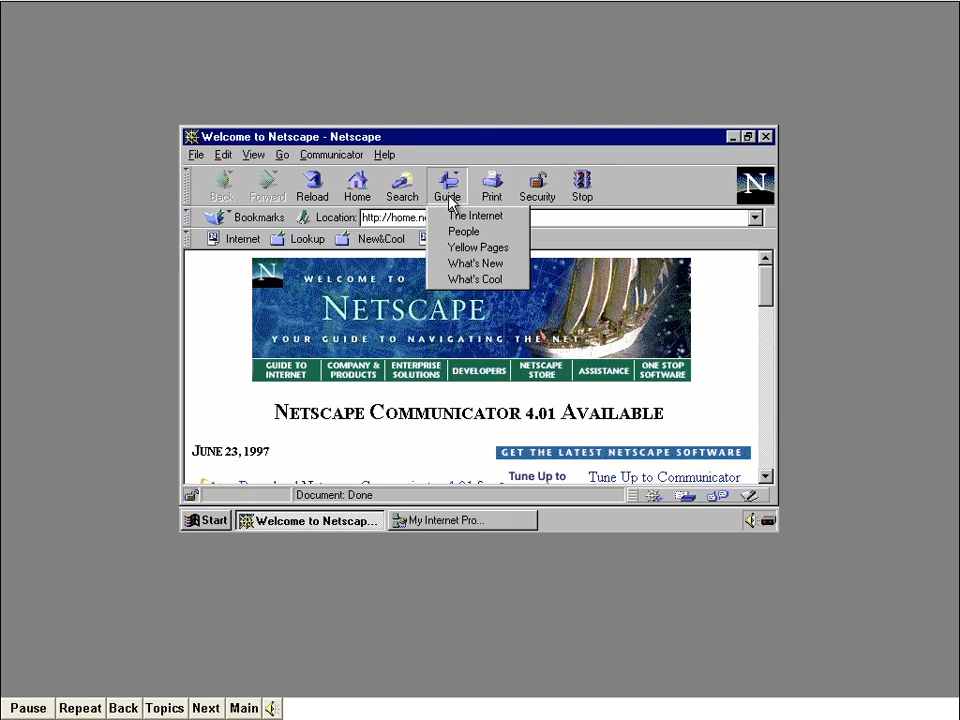 Welcome to Netscape - Netscape
File Edit View Go Communicator Help
Back Forward Reload Home Search Guide Print Security Stop
N
Bookmarks Location: http://home.n
The Internet
People
Yellow Pages
What's New
What's Cool
Internet Lookup New&Cool
N
WELCOME TO
NETSCAPE
YOUR GUIDE TO NAVIGATING THE NET
GUIDE TO INTERNET
COMPANY & PRODUCTS
ENTERPRISE SOLUTIONS
DEVELOPERS
NETSCAPE STORE
ASSISTANCE
ONE STOP SOFTWARE
NETSCAPE COMMUNICATOR 4.01 AVAILABLE
JUNE 23, 1997
GET THE LATEST NETSCAPE SOFTWARE
Tune Up to
Tune Up to Communicator
Document: Done
Start Welcome to Netscap... My Internet Pro...
Pause Repeat Back Topics Next Main